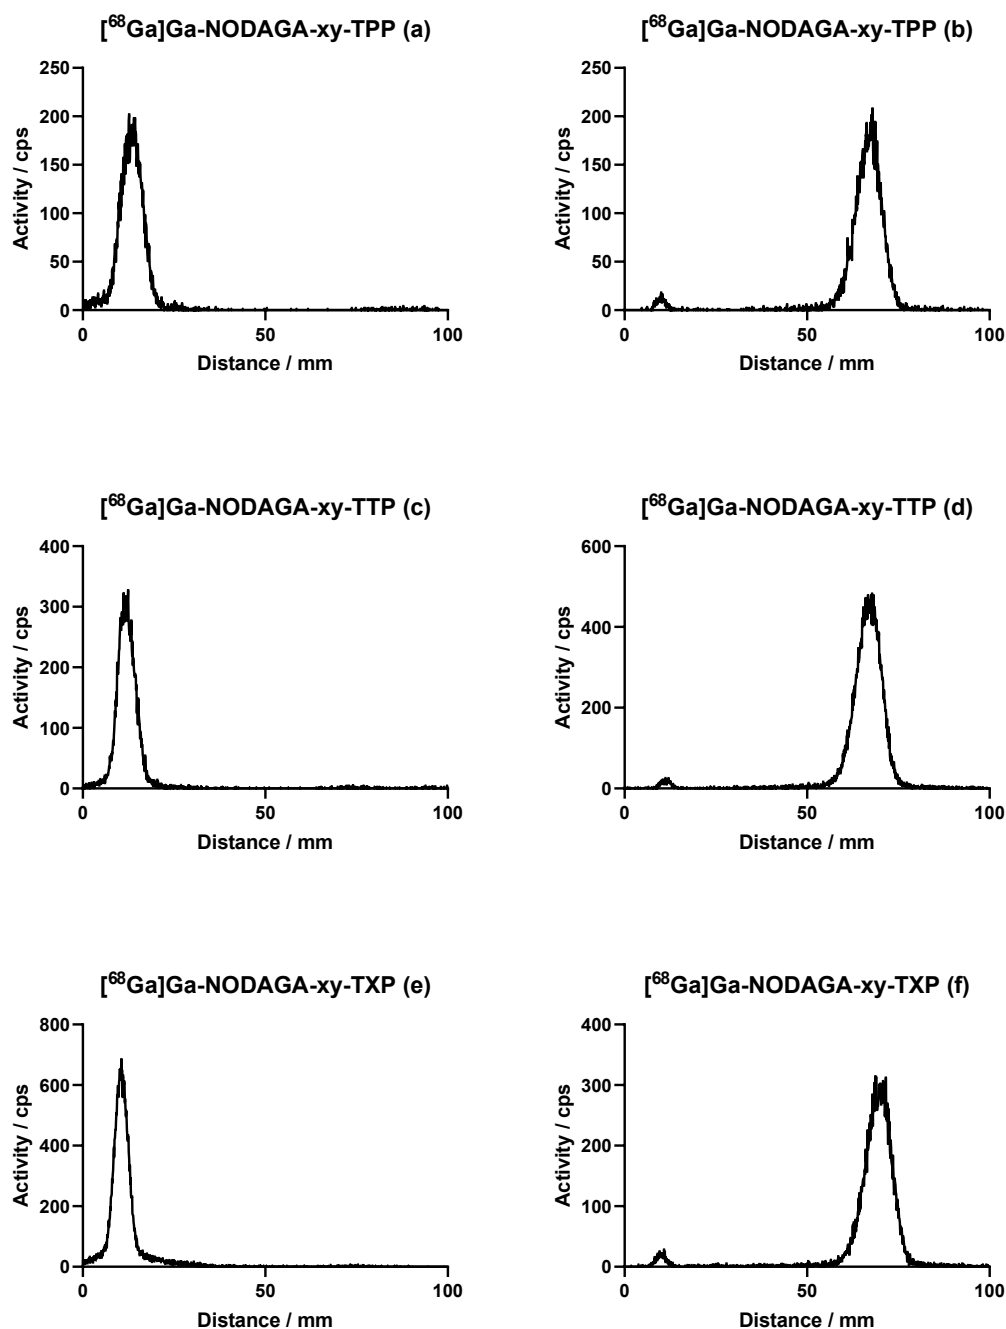 [⁶⁸Ga]Ga-NODAGA-xy-TPP (a)
250
200
150
100
50
0
Activity / cps
0 50 100
Distance / mm
[⁶⁸Ga]Ga-NODAGA-xy-TPP (b)
250
200
150
100
50
0
Activity / cps
0 50 100
Distance / mm
[⁶⁸Ga]Ga-NODAGA-xy-TTP (c)
400
300
200
100
0
Activity / cps
0 50 100
Distance / mm
[⁶⁸Ga]Ga-NODAGA-xy-TTP (d)
600
400
200
0
Activity / cps
0 50 100
Distance / mm
[⁶⁸Ga]Ga-NODAGA-xy-TXP (e)
800
600
400
200
0
Activity / cps
0 50 100
Distance / mm
[⁶⁸Ga]Ga-NODAGA-xy-TXP (f)
400
300
200
100
0
Activity / cps
0 50 100
Distance / mm